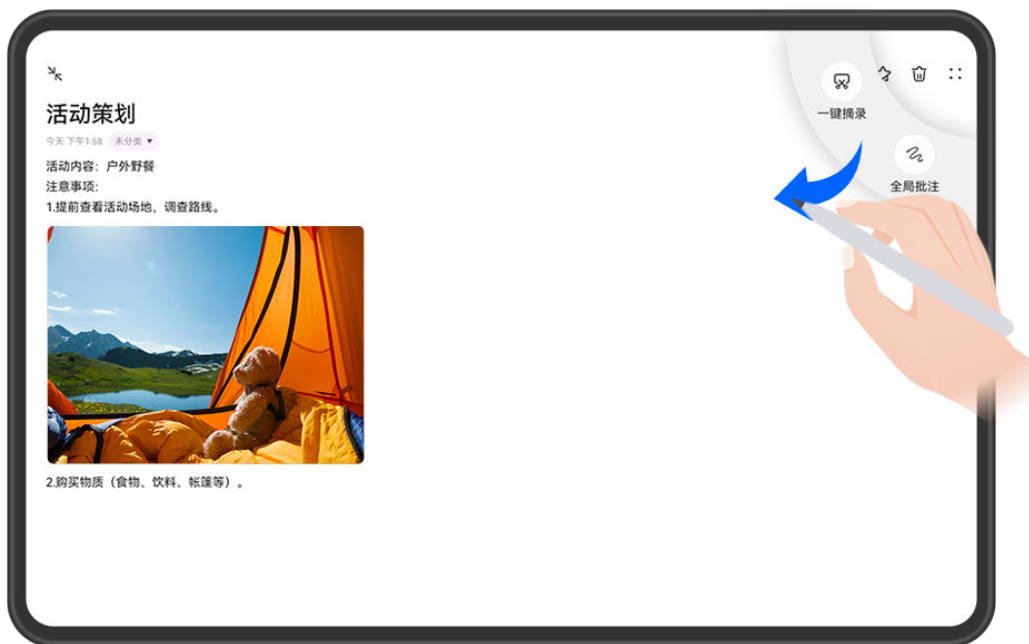 活动策划
今天 下午1:58 未分类
活动内容：户外野餐
注意事项：
1.提前查看活动场地，调查路线。
2.购买物质（食物、饮料、帐篷等）。
一键摘录
全局批注